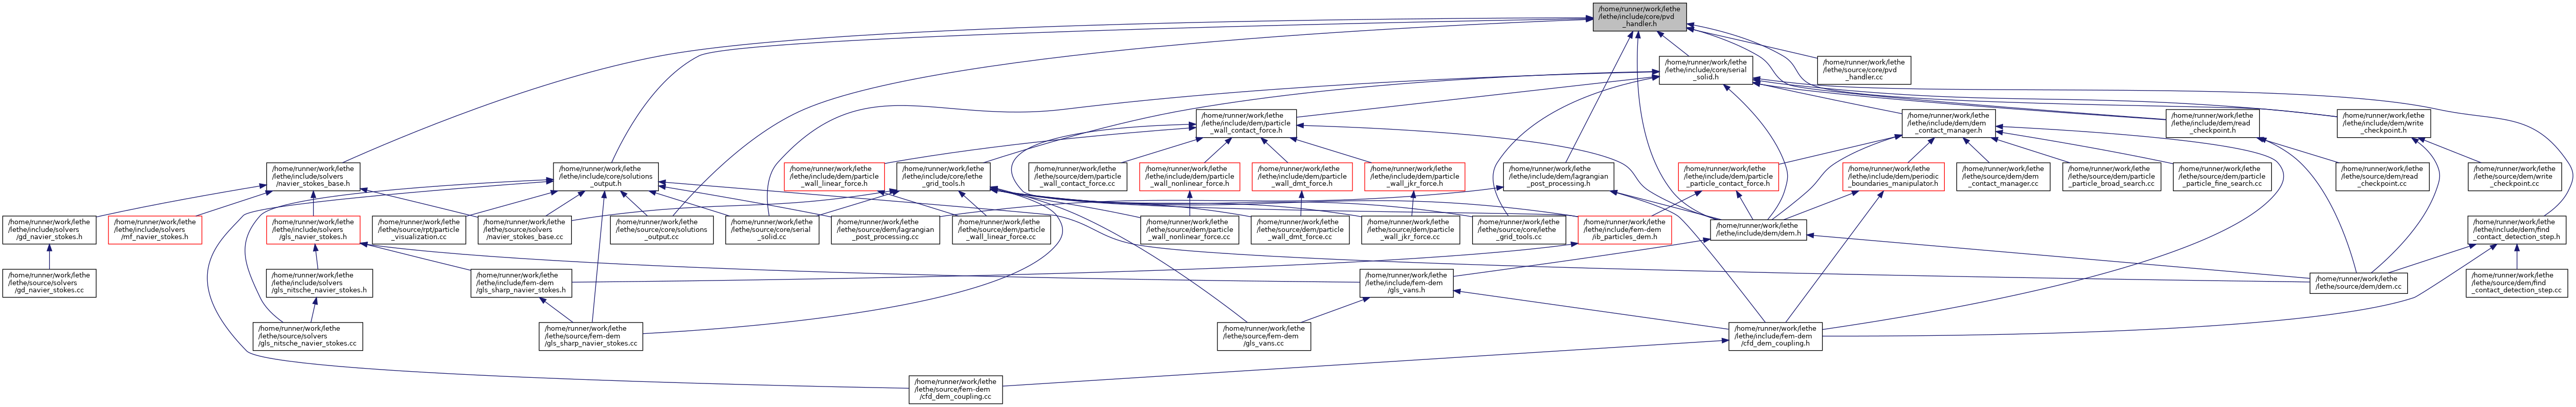 /home/runner/work/lethe
/lethe/include/core/pvd
_handler.h
/home/runner/work/lethe
/lethe/include/core/serial
_solid.h
/home/runner/work/lethe
/lethe/source/core/pvd
_handler.cc
/home/runner/work/lethe
/lethe/include/dem/particle
_wall_contact_force.h
/home/runner/work/lethe
/lethe/include/dem/dem
_contact_manager.h
/home/runner/work/lethe
/lethe/include/dem/read
_checkpoint.h
/home/runner/work/lethe
/lethe/include/dem/write
_checkpoint.h
/home/runner/work/lethe
/lethe/include/solvers
/navier_stokes_base.h
/home/runner/work/lethe
/lethe/include/core/solutions
_output.h
/home/runner/work/lethe
/lethe/include/dem/particle
_wall_linear_force.h
/home/runner/work/lethe
/lethe/include/core/lethe
_grid_tools.h
/home/runner/work/lethe
/lethe/source/dem/particle
_wall_contact_force.cc
/home/runner/work/lethe
/lethe/include/dem/particle
_wall_nonlinear_force.h
/home/runner/work/lethe
/lethe/include/dem/particle
_wall_dmt_force.h
/home/runner/work/lethe
/lethe/include/dem/particle
_wall_jkr_force.h
/home/runner/work/lethe
/lethe/include/dem/lagrangian
_post_processing.h
/home/runner/work/lethe
/lethe/include/dem/particle
_particle_contact_force.h
/home/runner/work/lethe
/lethe/include/dem/periodic
_boundaries_manipulator.h
/home/runner/work/lethe
/lethe/source/dem/dem
_contact_manager.cc
/home/runner/work/lethe
/lethe/source/dem/particle
_particle_broad_search.cc
/home/runner/work/lethe
/lethe/source/dem/particle
_particle_fine_search.cc
/home/runner/work/lethe
/lethe/source/dem/read
_checkpoint.cc
/home/runner/work/lethe
/lethe/source/dem/write
_checkpoint.cc
/home/runner/work/lethe
/lethe/include/solvers
/gd_navier_stokes.h
/home/runner/work/lethe
/lethe/include/solvers
/mf_navier_stokes.h
/home/runner/work/lethe
/lethe/include/solvers
/gls_navier_stokes.h
/home/runner/work/lethe
/lethe/source/rpt/particle
_visualization.cc
/home/runner/work/lethe
/lethe/source/solvers
/navier_stokes_base.cc
/home/runner/work/lethe
/lethe/source/core/solutions
_output.cc
/home/runner/work/lethe
/lethe/source/core/serial
_solid.cc
/home/runner/work/lethe
/lethe/source/dem/lagrangian
_post_processing.cc
/home/runner/work/lethe
/lethe/source/dem/particle
_wall_linear_force.cc
/home/runner/work/lethe
/lethe/source/dem/particle
_wall_nonlinear_force.cc
/home/runner/work/lethe
/lethe/source/dem/particle
_wall_dmt_force.cc
/home/runner/work/lethe
/lethe/source/dem/particle
_wall_jkr_force.cc
/home/runner/work/lethe
/lethe/source/core/lethe
_grid_tools.cc
/home/runner/work/lethe
/lethe/include/fem-dem
/ib_particles_dem.h
/home/runner/work/lethe
/lethe/include/dem/dem.h
/home/runner/work/lethe
/lethe/include/dem/find
_contact_detection_step.h
/home/runner/work/lethe
/lethe/source/solvers
/gd_navier_stokes.cc
/home/runner/work/lethe
/lethe/include/solvers
/gls_nitsche_navier_stokes.h
/home/runner/work/lethe
/lethe/include/fem-dem
/gls_sharp_navier_stokes.h
/home/runner/work/lethe
/lethe/include/fem-dem
/gls_vans.h
/home/runner/work/lethe
/lethe/source/dem/dem.cc
/home/runner/work/lethe
/lethe/source/dem/find
_contact_detection_step.cc
/home/runner/work/lethe
/lethe/source/solvers
/gls_nitsche_navier_stokes.cc
/home/runner/work/lethe
/lethe/source/fem-dem
/gls_sharp_navier_stokes.cc
/home/runner/work/lethe
/lethe/source/fem-dem
/gls_vans.cc
/home/runner/work/lethe
/lethe/include/fem-dem
/cfd_dem_coupling.h
/home/runner/work/lethe
/lethe/source/fem-dem
/cfd_dem_coupling.cc